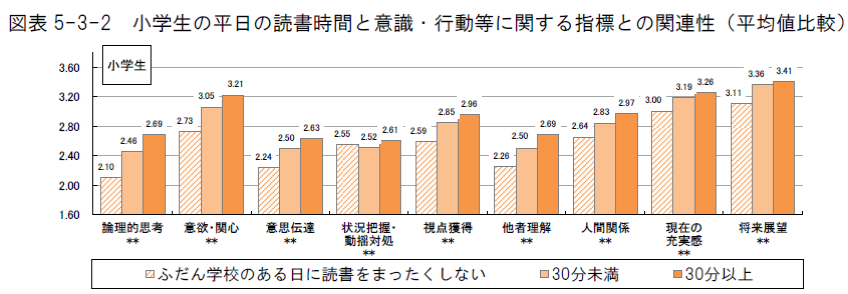 図表 5-3-2　小学生の平日の読書時間と意識・行動等に関する指標との関連性（平均値比較）
小学生
3.60
3.20
2.80
2.40
2.00
1.60
2.10 2.46 2.69
2.73 3.05 3.21
2.24 2.50 2.63
2.55 2.52 2.61
2.59 2.85 2.96
2.26 2.50 2.69
2.64 2.83 2.97
3.00 3.19 3.26
3.11 3.36 3.41
論理的思考
**
意欲・関心
**
意思伝達
**
状況把握・
動揺対処
**
視点獲得
**
他者理解
**
人間関係
**
現在の
充実感
**
将来展望
**
ふだん学校のある日に読書をまったくしない　30分未満　30分以上